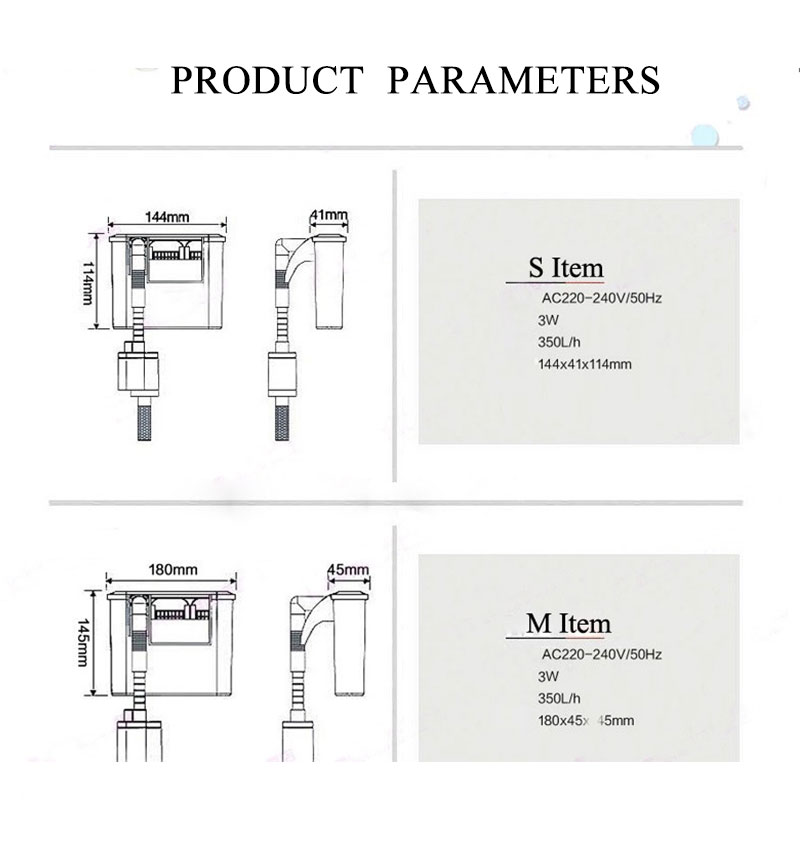 PRODUCT PARAMETERS
144mm
41mm
114mm
S Item
AC220-240V/50Hz
3W
350L/h
144x41x114mm
180mm
45mm
145mm
M Item
AC220-240V/50Hz
3W
350L/h
180x45x 45mm